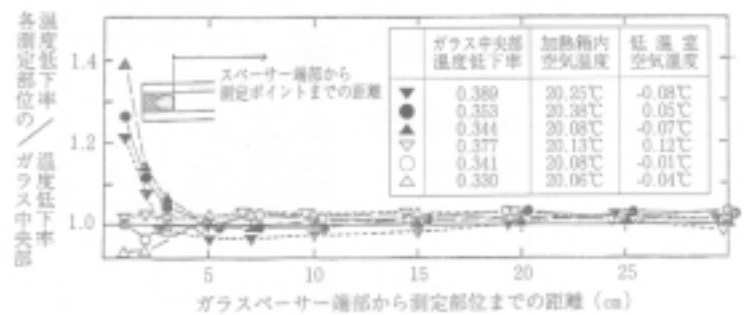 各測定部位の温度低下率／ガラス中央部温度低下率
1.4
1.2
1.0
スペーサー端部から
測定ポイントまでの距離
ガラス中央部温度低下率 加熱箱内空気温度 低温室空気温度
▼ 0.389 20.25℃ -0.08℃
● 0.353 20.38℃ 0.05℃
▲ 0.344 20.08℃ -0.07℃
▽ 0.377 20.13℃ 0.12℃
○ 0.341 20.08℃ -0.01℃
△ 0.330 20.06℃ -0.04℃
5 10 15 20 25 30
ガラススペーサー端部から測定部位までの距離 (㎝)